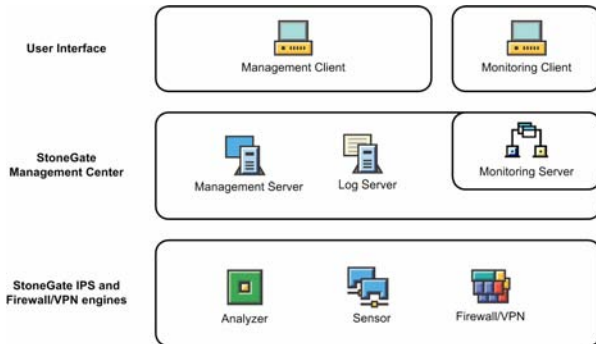 User Interface
Management Client
Monitoring Client
StoneGate
Management Center
Management Server
Log Server
Monitoring Server
StoneGate IPS and
Firewall/VPN engines
Analyzer
Sensor
Firewall/VPN